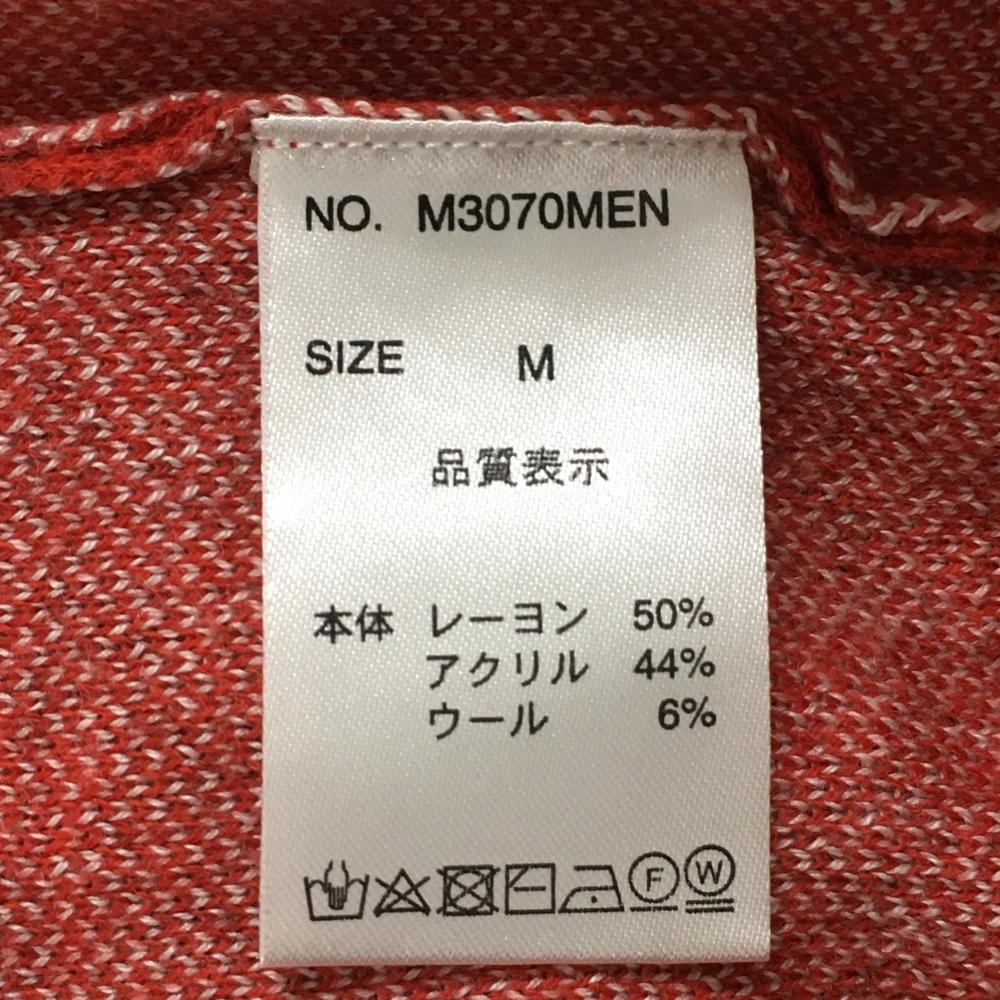 NO. M3070MEN
SIZE M
品質表示
本体 レーヨン 50%
アクリル 44%
ウール 6%
F W